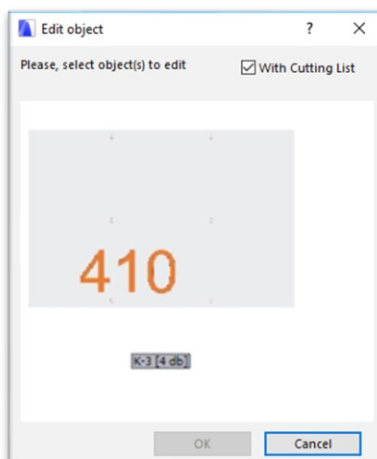 Edit object
?
Please, select object(s) to edit
With Cutting List
410
K-3 [4 db]
OK
Cancel